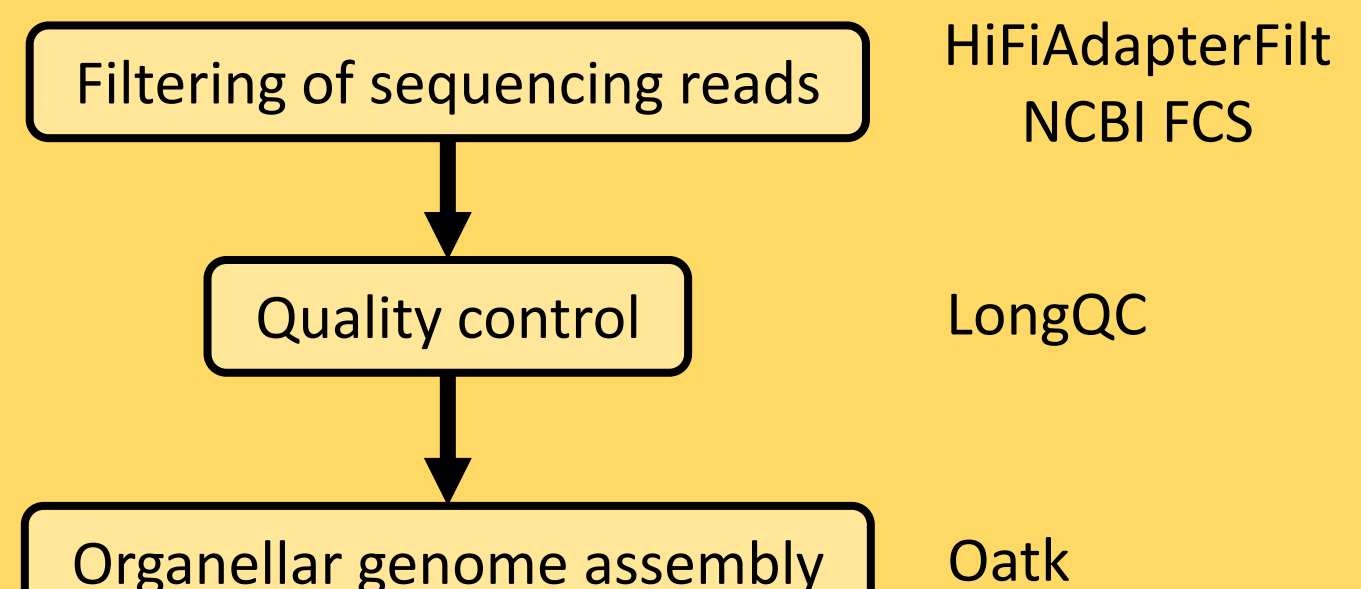 Filtering of sequencing reads
HiFiAdapterFilt
NCBI FCS
Quality control
LongQC
Organellar genome assembly
Oatk